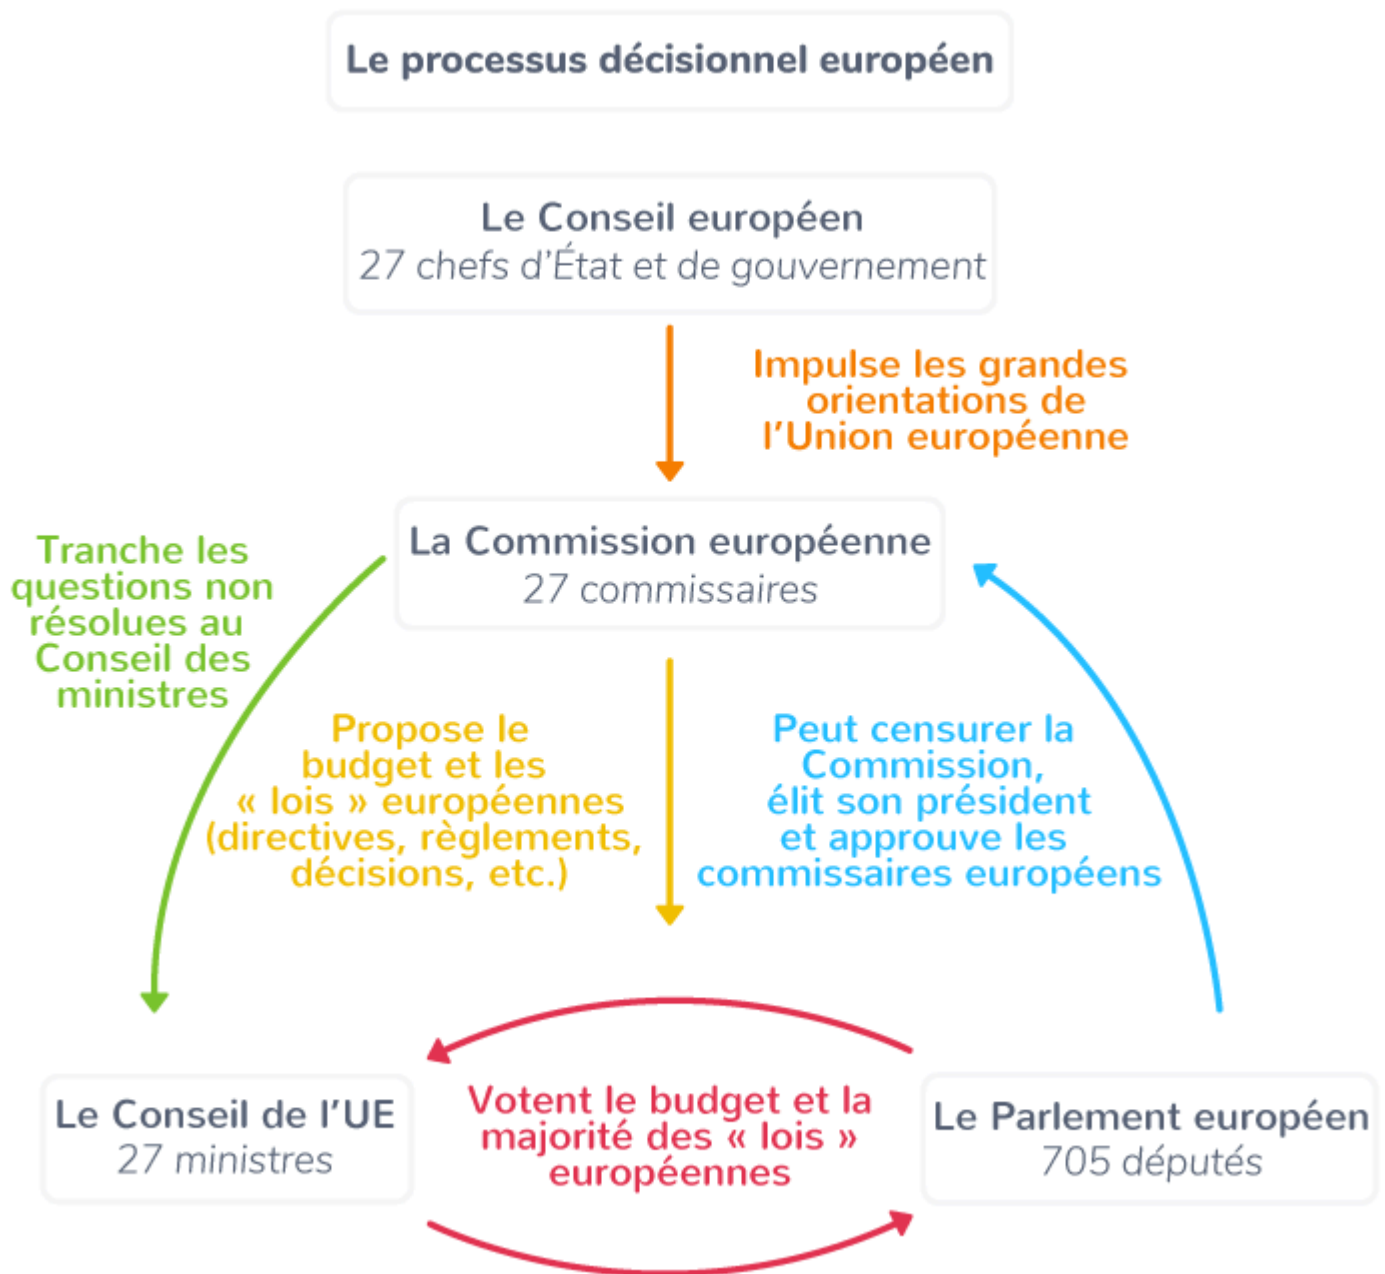 Le processus décisionnel européen
Le Conseil européen
27 chefs d'État et de gouvernement
Impulse les grandes
orientations de
l'Union européenne
La Commission européenne
27 commissaires
Tranche les
questions non
résolues au
Conseil des
ministres
Propose le
budget et les
« lois » européennes
(directives, règlements,
décisions, etc.)
Peut censurer la
Commission,
élit son président
et approuve les
commissaires européens
Le Conseil de l'UE
27 ministres
Votent le budget et la
majorité des « lois »
européennes
Le Parlement européen
705 députés